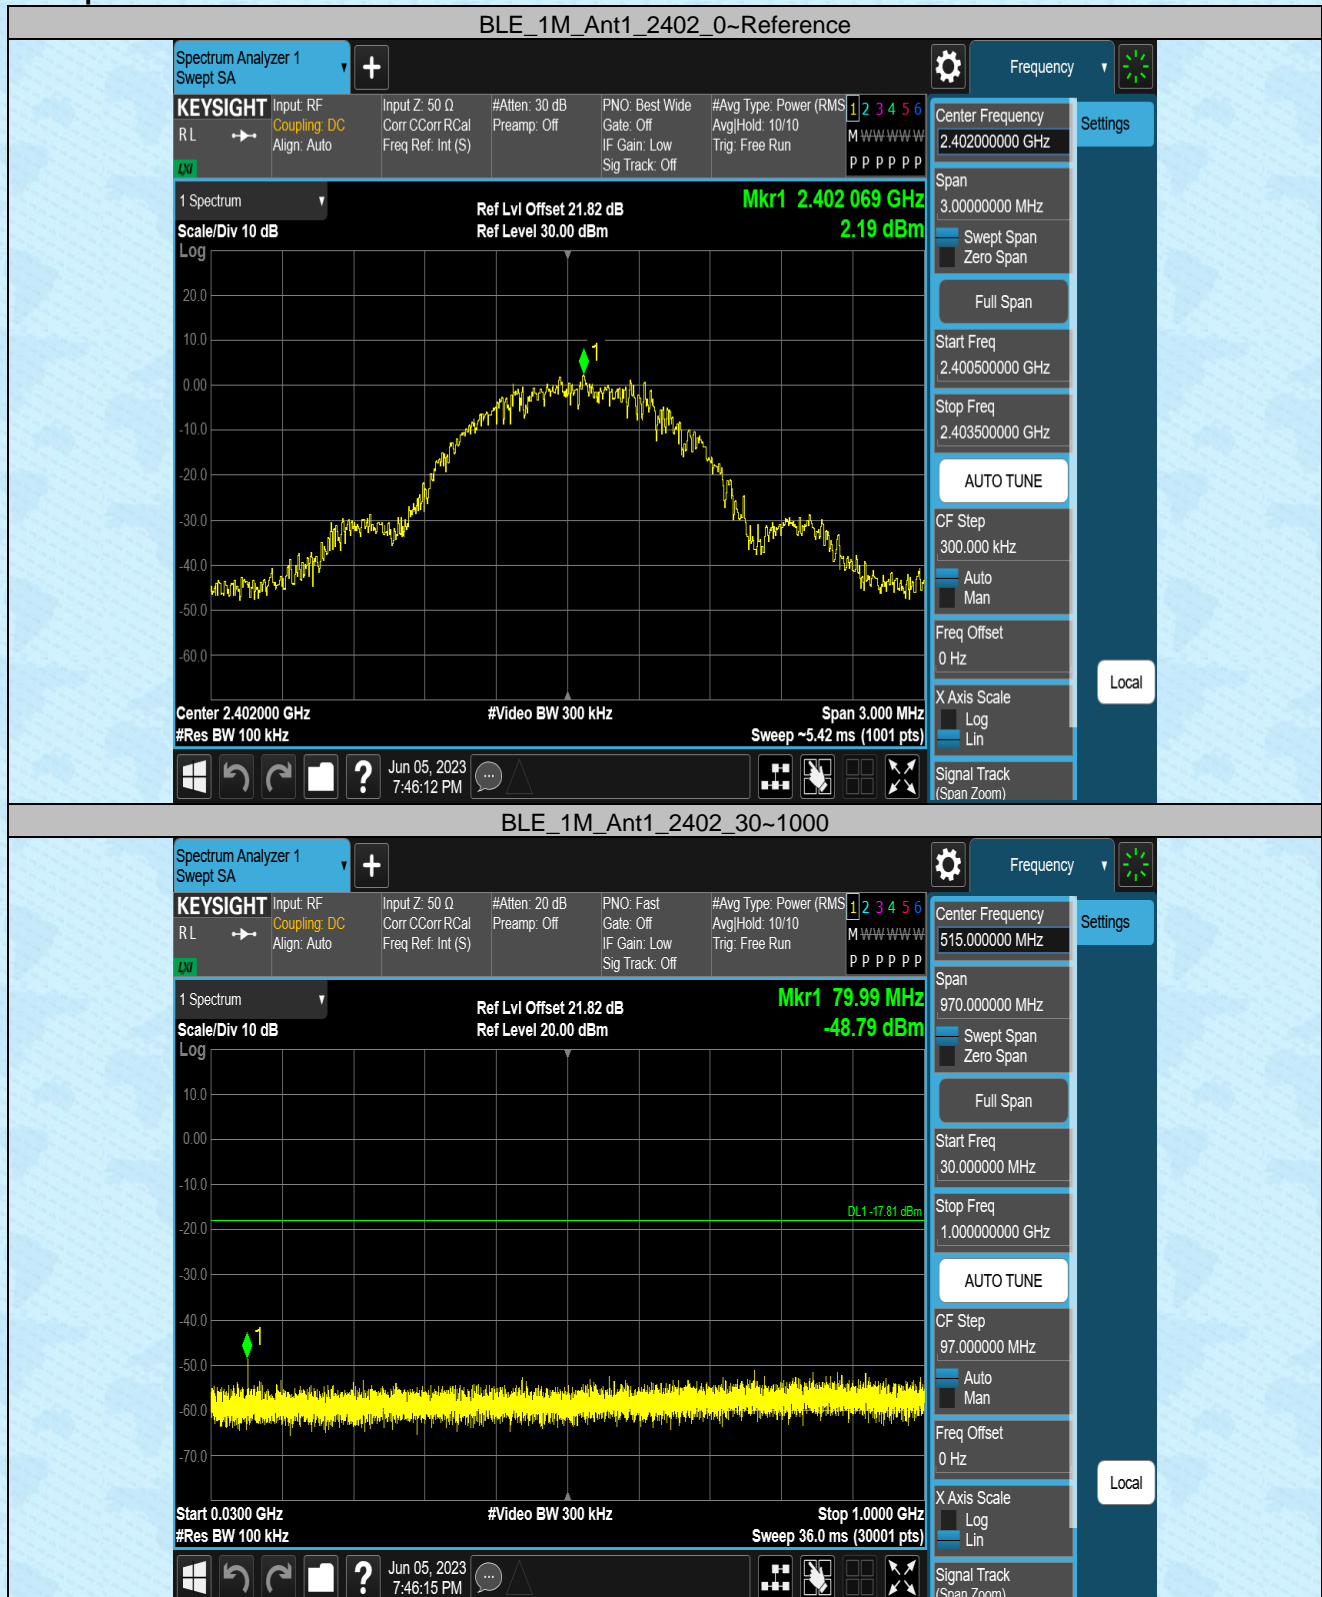 BLE_1M_Ant1_2402_0~Reference
Spectrum Analyzer 1
Swept SA
Frequency
KEYSIGHT
R L
LXI
Input: RF
Coupling: DC
Align: Auto
Input Z: 50 Ω
Corr CCorr RCal
Freq Ref: Int (S)
#Atten: 30 dB
Preamp: Off
PNO: Best Wide
Gate: Off
IF Gain: Low
Sig Track: Off
#Avg Type: Power (RMS
Avg|Hold: 10/10
Trig: Free Run
1 2 3 4 5 6
M W W W W W
P P P P P P
Center Frequency
2.402000000 GHz
Settings
1 Spectrum
Scale/Div 10 dB
Ref Lvl Offset 21.82 dB
Ref Level 30.00 dBm
Mkr1 2.402 069 GHz
2.19 dBm
Log
20.0
10.0
0.00
-10.0
-20.0
-30.0
-40.0
-50.0
-60.0
1
Span
3.00000000 MHz
Swept Span
Zero Span
Full Span
Start Freq
2.400500000 GHz
Stop Freq
2.403500000 GHz
AUTO TUNE
CF Step
300.000 kHz
Auto
Man
Freq Offset
0 Hz
X Axis Scale
Log
Lin
Signal Track
(Span Zoom)
Local
Center 2.402000 GHz
#Video BW 300 kHz
Span 3.000 MHz
#Res BW 100 kHz
Sweep ~5.42 ms (1001 pts)
?
Jun 05, 2023
7:46:12 PM
BLE_1M_Ant1_2402_30~1000
Spectrum Analyzer 1
Swept SA
Frequency
KEYSIGHT
R L
LXI
Input: RF
Coupling: DC
Align: Auto
Input Z: 50 Ω
Corr CCorr RCal
Freq Ref: Int (S)
#Atten: 20 dB
Preamp: Off
PNO: Fast
Gate: Off
IF Gain: Low
Sig Track: Off
#Avg Type: Power (RMS
Avg|Hold: 10/10
Trig: Free Run
1 2 3 4 5 6
M W W W W W
P P P P P P
Center Frequency
515.000000 MHz
Settings
1 Spectrum
Scale/Div 10 dB
Ref Lvl Offset 21.82 dB
Ref Level 20.00 dBm
Mkr1 79.99 MHz
-48.79 dBm
Log
10.0
0.00
-10.0
-20.0
-30.0
-40.0
-50.0
-60.0
-70.0
DL1 -17.81 dBm
1
Span
970.000000 MHz
Swept Span
Zero Span
Full Span
Start Freq
30.000000 MHz
Stop Freq
1.000000000 GHz
AUTO TUNE
CF Step
97.000000 MHz
Auto
Man
Freq Offset
0 Hz
X Axis Scale
Log
Lin
Signal Track
(Span Zoom)
Local
Start 0.0300 GHz
#Video BW 300 kHz
Stop 1.0000 GHz
#Res BW 100 kHz
Sweep 36.0 ms (30001 pts)
?
Jun 05, 2023
7:46:15 PM